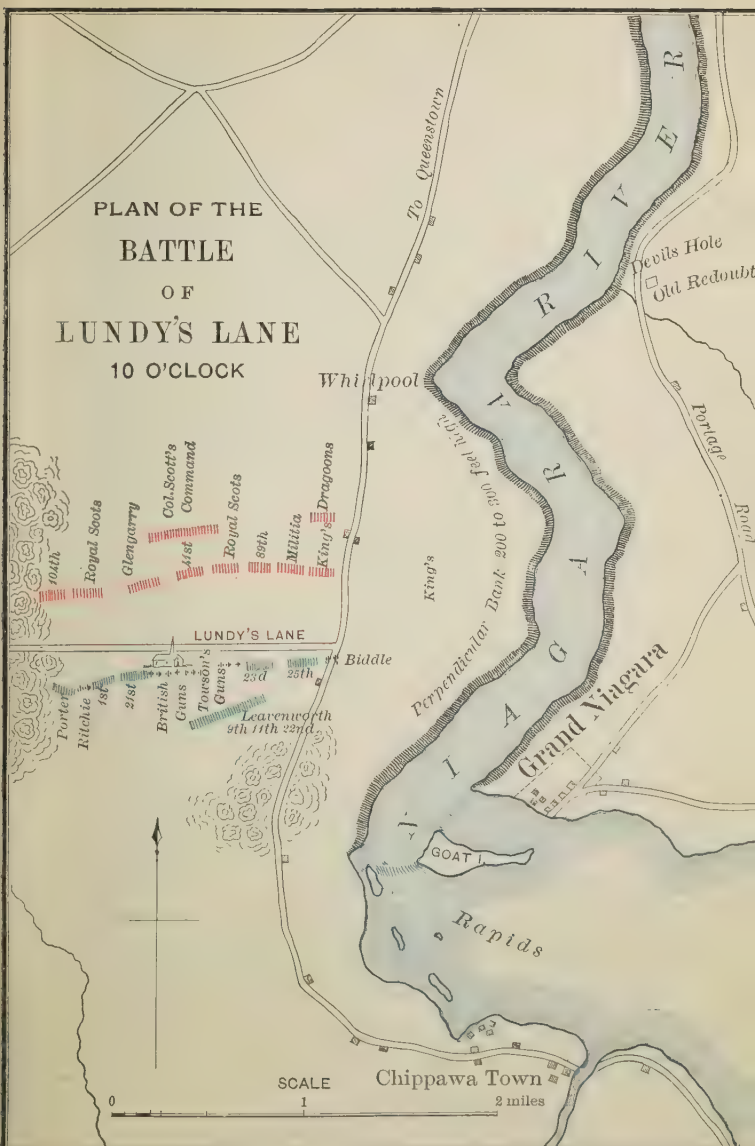 PLAN OF THE
BATTLE
OF
LUNDY'S LANE
10 O'CLOCK
To Queenstown
NIAGARA RIVER
Devils Hole
Old Redoubt
Whirlpool
Portage
Road
104th
Royal Scots
Glengarry
Col. Scott's
Command
41st
Royal Scots
89th
Militia
King's Dragoons
King's
Perpendicular Bank 200 to 300 feet high
LUNDY'S LANE
Porter
Ritchie
1st
21st
British
Guns
Towson's
Guns
23d
25th
Biddle
Leavenworth
9th 11th 22nd
Grand Niagara
GOAT I.
Rapids
Chippawa Town
SCALE
0 1 2 miles